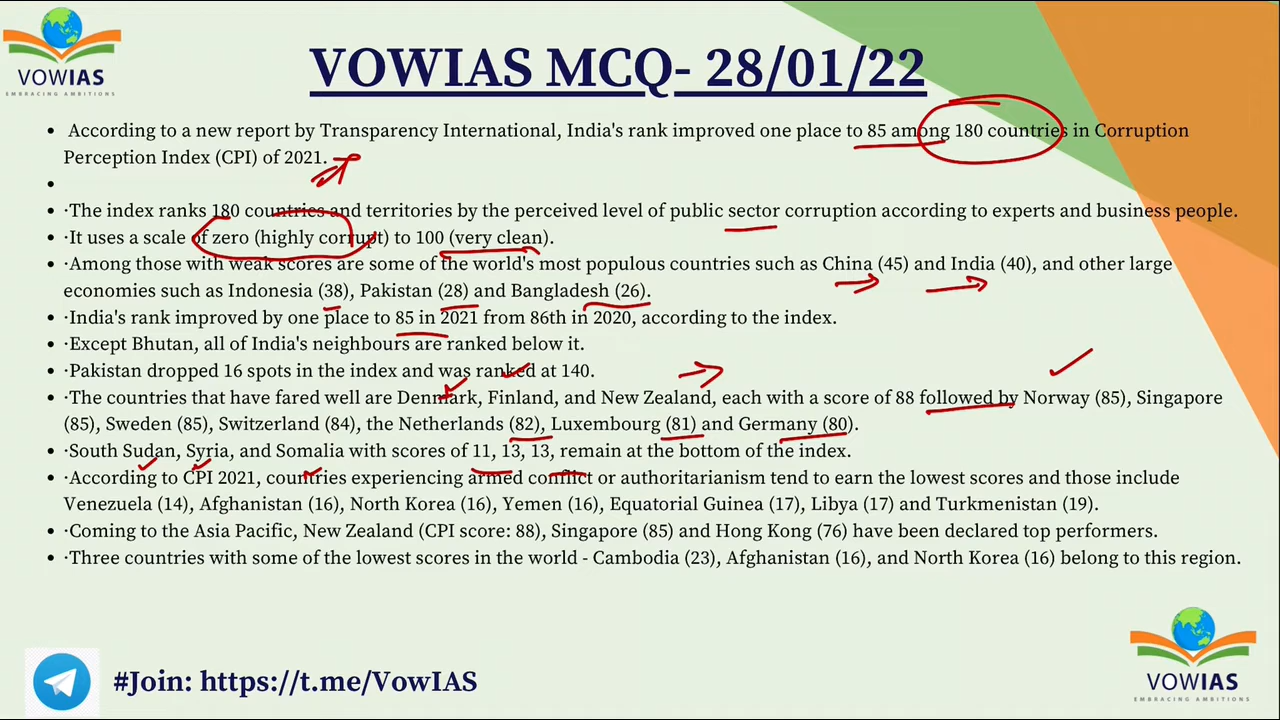 VOWIAS
EMBRACING AMBITIONS
VOWIAS MCQ- 28/01/22
• According to a new report by Transparency International, India's rank improved one place to 85 among 180 countries in Corruption
Perception Index (CPI) of 2021.
•
• ·The index ranks 180 countries and territories by the perceived level of public sector corruption according to experts and business people.
• ·It uses a scale of zero (highly corrupt) to 100 (very clean).
• ·Among those with weak scores are some of the world's most populous countries such as China (45) and India (40), and other large
economies such as Indonesia (38), Pakistan (28) and Bangladesh (26).
• ·India's rank improved by one place to 85 in 2021 from 86th in 2020, according to the index.
• ·Except Bhutan, all of India's neighbours are ranked below it.
• ·Pakistan dropped 16 spots in the index and was ranked at 140.
• ·The countries that have fared well are Denmark, Finland, and New Zealand, each with a score of 88 followed by Norway (85), Singapore
(85), Sweden (85), Switzerland (84), the Netherlands (82), Luxembourg (81) and Germany (80).
• ·South Sudan, Syria, and Somalia with scores of 11, 13, 13, remain at the bottom of the index.
• ·According to CPI 2021, countries experiencing armed conflict or authoritarianism tend to earn the lowest scores and those include
Venezuela (14), Afghanistan (16), North Korea (16), Yemen (16), Equatorial Guinea (17), Libya (17) and Turkmenistan (19).
• ·Coming to the Asia Pacific, New Zealand (CPI score: 88), Singapore (85) and Hong Kong (76) have been declared top performers.
• ·Three countries with some of the lowest scores in the world - Cambodia (23), Afghanistan (16), and North Korea (16) belong to this region.
#Join: https://t.me/VowIAS
VOWIAS
EMBRACING AMBITIONS